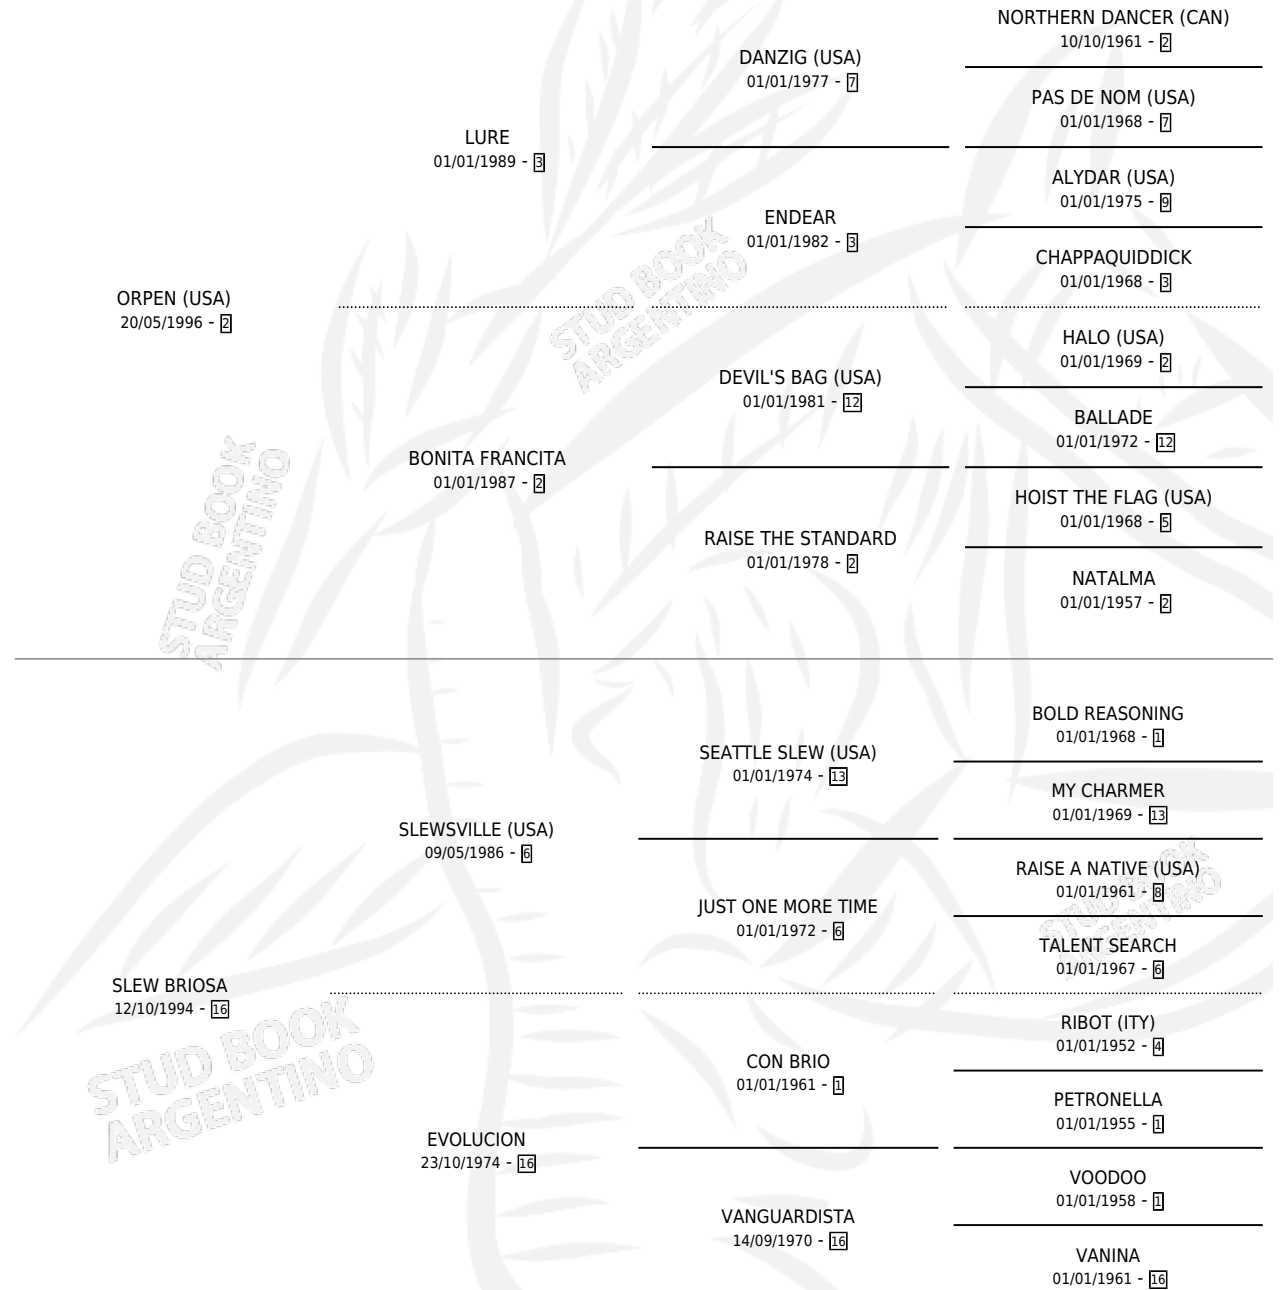 NORTHERN DANCER (CAN)
10/10/1961 - 2
DANZIG (USA)
01/01/1977 - 7
PAS DE NOM (USA)
01/01/1968 - 7
LURE
01/01/1989 - 3
ALYDAR (USA)
01/01/1975 - 9
ENDEAR
01/01/1982 - 3
CHAPPAQUIDDICK
01/01/1968 - 3
ORPEN (USA)
20/05/1996 - 2
HALO (USA)
01/01/1969 - 2
DEVIL'S BAG (USA)
01/01/1981 - 12
BALLADE
01/01/1972 - 12
BONITA FRANCITA
01/01/1987 - 2
HOIST THE FLAG (USA)
01/01/1968 - 5
RAISE THE STANDARD
01/01/1978 - 2
NATALMA
01/01/1957 - 2
BOLD REASONING
01/01/1968 - 1
SEATTLE SLEW (USA)
01/01/1974 - 13
MY CHARMER
01/01/1969 - 13
SLEWSVILLE (USA)
09/05/1986 - 6
RAISE A NATIVE (USA)
01/01/1961 - 8
JUST ONE MORE TIME
01/01/1972 - 6
TALENT SEARCH
01/01/1967 - 6
SLEW BRIOSA
12/10/1994 - 16
RIBOT (ITY)
01/01/1952 - 4
CON BRIO
01/01/1961 - 1
PETRONELLA
01/01/1955 - 1
EVOLUCION
23/10/1974 - 16
VOODOO
01/01/1958 - 1
VANGUARDISTA
14/09/1970 - 16
VANINA
01/01/1961 - 16
STUD BOOK
ARGENTINO
STUD BOOK
ARGENTINO
STUD BOOK
ARGENTINO
STUD BOOK
ARGENTINO